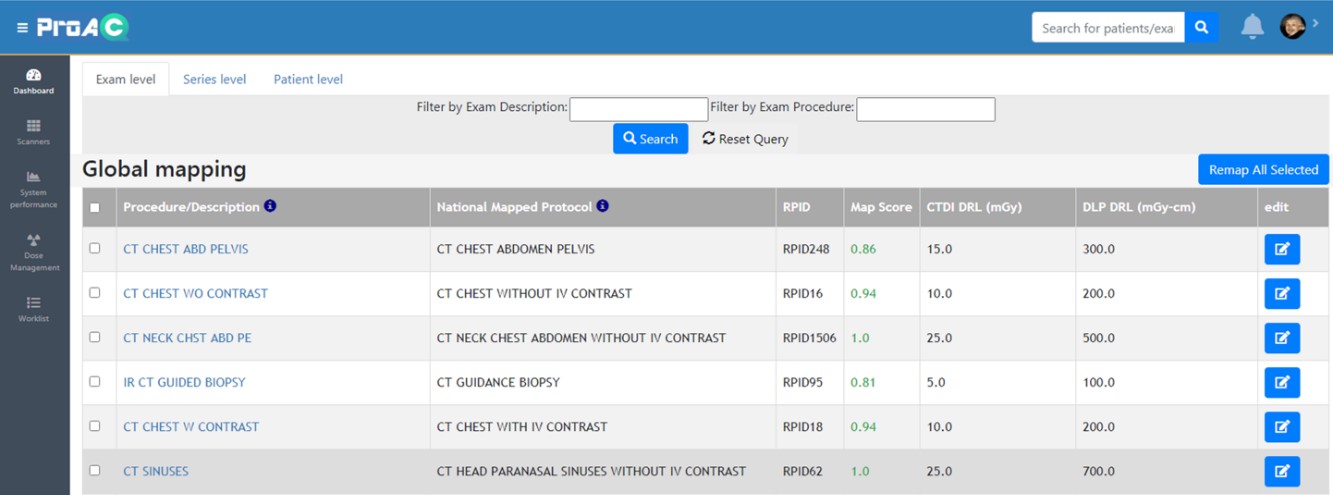 ProAC
Search for patients/exa
Dashboard
Scanners
System performance
Dose Management
Worklist
Exam level Series level Patient level
Filter by Exam Description: Filter by Exam Procedure:
Search Reset Query
Global mapping Remap All Selected
Procedure/Description National Mapped Protocol RPID Map Score CTDI DRL (mGy) DLP DRL (mGy-cm) edit
CT CHEST ABD PELVIS CT CHEST ABDOMEN PELVIS RPID248 0.86 15.0 300.0
CT CHEST WO CONTRAST CT CHEST WITHOUT IV CONTRAST RPID16 0.94 10.0 200.0
CT NECK CHST ABD PE CT NECK CHEST ABDOMEN WITHOUT IV CONTRAST RPID1506 1.0 25.0 500.0
IR CT GUIDED BIOPSY CT GUIDANCE BIOPSY RPID95 0.81 5.0 100.0
CT CHEST W CONTRAST CT CHEST WITH IV CONTRAST RPID18 0.94 10.0 200.0
CT SINUSES CT HEAD PARANASAL SINUSES WITHOUT IV CONTRAST RPID62 1.0 25.0 700.0